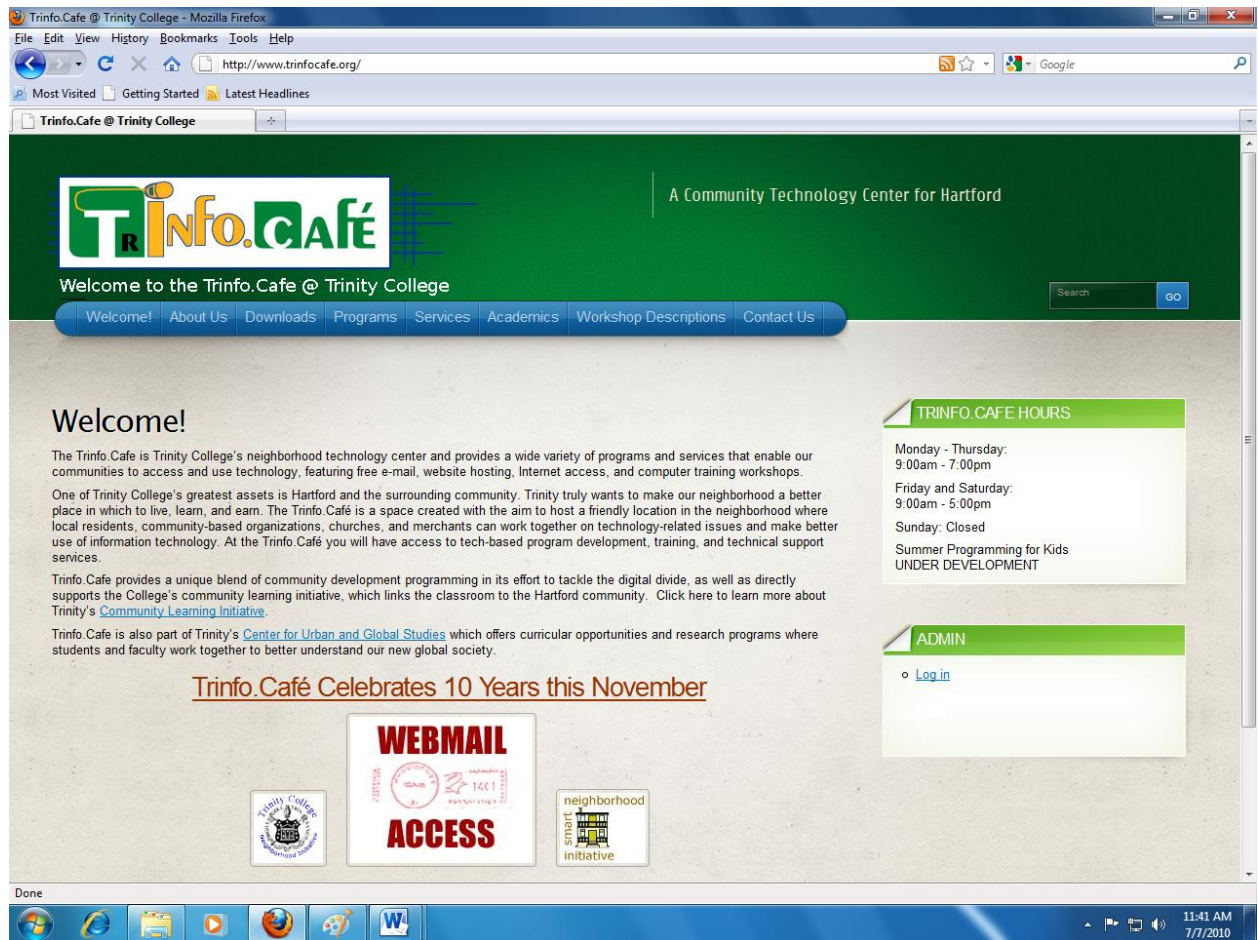 Trinfo.Cafe @ Trinity College - Mozilla Firefox
File Edit View History Bookmarks Tools Help
http://www.trinfocafe.org/
Google
Most Visited Getting Started Latest Headlines
Trinfo.Cafe @ Trinity College
TRINFO.CAFÉ
A Community Technology Center for Hartford
Welcome to the Trinfo.Cafe @ Trinity College
Search GO
Welcome! About Us Downloads Programs Services Academics Workshop Descriptions Contact Us
Welcome!
The Trinfo.Cafe is Trinity College's neighborhood technology center and provides a wide variety of programs and services that enable our
communities to access and use technology, featuring free e-mail, website hosting, Internet access, and computer training workshops.
One of Trinity College's greatest assets is Hartford and the surrounding community. Trinity truly wants to make our neighborhood a better
place in which to live, learn, and earn. The Trinfo.Café is a space created with the aim to host a friendly location in the neighborhood where
local residents, community-based organizations, churches, and merchants can work together on technology-related issues and make better
use of information technology. At the Trinfo.Café you will have access to tech-based program development, training, and technical support
services.
Trinfo.Cafe provides a unique blend of community development programming in its effort to tackle the digital divide, as well as directly
supports the College's community learning initiative, which links the classroom to the Hartford community. Click here to learn more about
Trinity's Community Learning Initiative.
Trinfo.Cafe is also part of Trinity's Center for Urban and Global Studies which offers curricular opportunities and research programs where
students and faculty work together to better understand our new global society.
Trinfo.Café Celebrates 10 Years this November
WEBMAIL
ACCESS
Trinity College
Neighborhood Initiative
neighborhood
smart
initiative
TRINFO.CAFE HOURS
Monday - Thursday:
9:00am - 7:00pm
Friday and Saturday:
9:00am - 5:00pm
Sunday: Closed
Summer Programming for Kids
UNDER DEVELOPMENT
ADMIN
Log in
Done
11:41 AM
7/7/2010